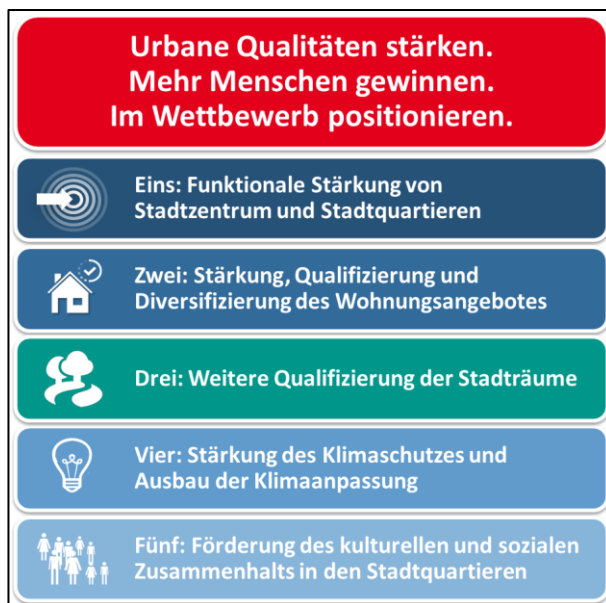 Urbane Qualitäten stärken.
Mehr Menschen gewinnen.
Im Wettbewerb positionieren.
Eins: Funktionale Stärkung von
Stadtzentrum und Stadtquartieren
Zwei: Stärkung, Qualifizierung und
Diversifizierung des Wohnungsangebotes
Drei: Weitere Qualifizierung der Stadträume
Vier: Stärkung des Klimaschutzes und
Ausbau der Klimaanpassung
Fünf: Förderung des kulturellen und sozialen
Zusammenhalts in den Stadtquartieren